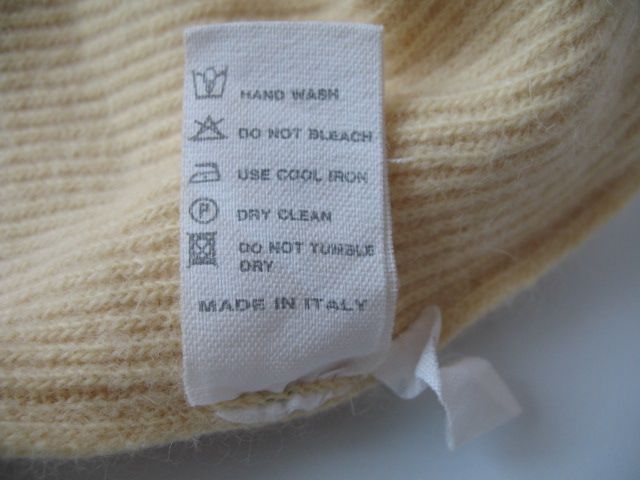 HAND WASH
DO NOT BLEACH
USE COOL IRON
P DRY CLEAN
DO NOT TUMBLE
DRY
MADE IN ITALY